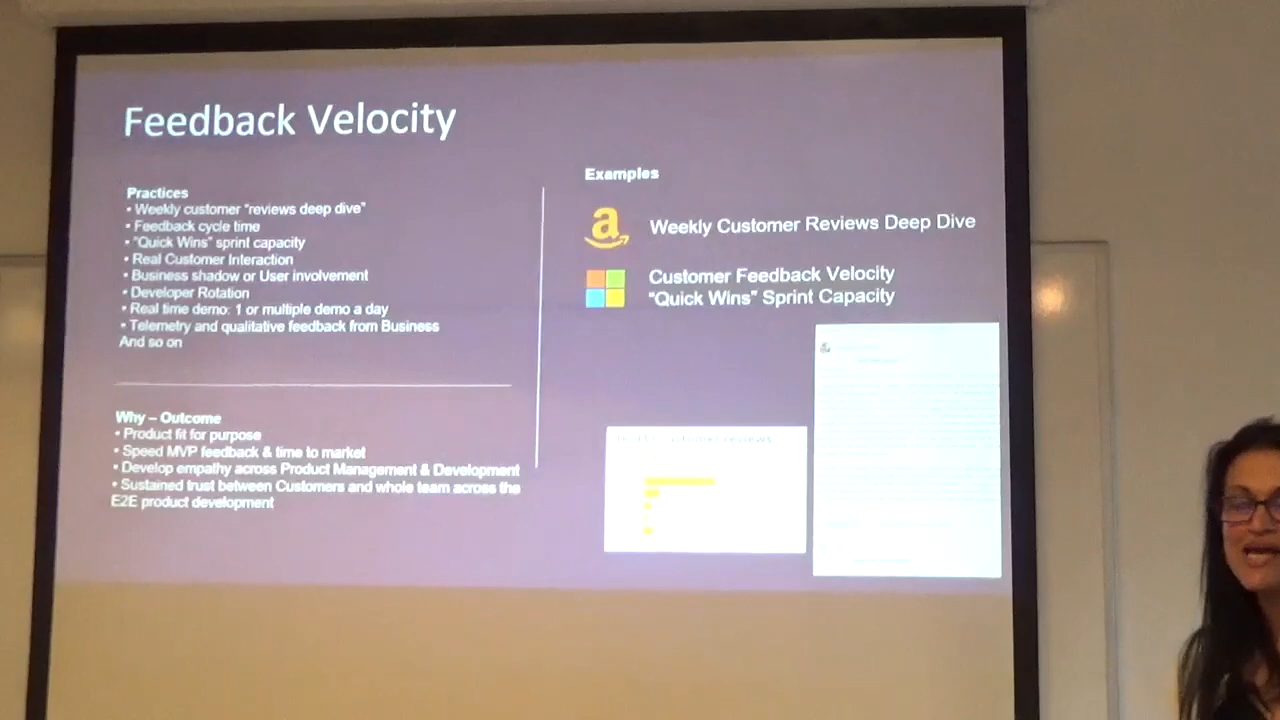 Feedback Velocity
Practices
• Weekly customer “reviews deep dive”
• Feedback cycle time
• “Quick Wins” sprint capacity
• Real Customer Interaction
• Business shadow or User involvement
• Developer Rotation
• Real time demo: 1 or multiple demo a day
• Telemetry and qualitative feedback from Business
And so on
Why – Outcome
• Product fit for purpose
• Speed MVP feedback & time to market
• Develop empathy across Product Management & Development
• Sustained trust between Customers and whole team across the
E2E product development
Examples
a
Weekly Customer Reviews Deep Dive
Customer Feedback Velocity
“Quick Wins” Sprint Capacity
customer reviews